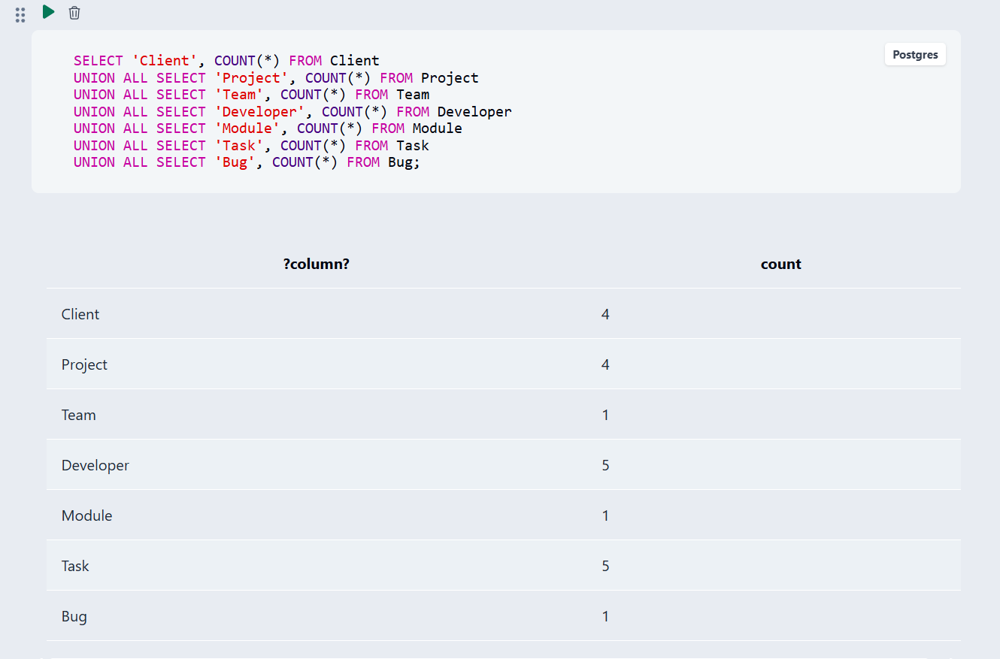 SELECT 'Client', COUNT(*) FROM Client
UNION ALL SELECT 'Project', COUNT(*) FROM Project
UNION ALL SELECT 'Team', COUNT(*) FROM Team
UNION ALL SELECT 'Developer', COUNT(*) FROM Developer
UNION ALL SELECT 'Module', COUNT(*) FROM Module
UNION ALL SELECT 'Task', COUNT(*) FROM Task
UNION ALL SELECT 'Bug', COUNT(*) FROM Bug;
Postgres
?column? count
Client 4
Project 4
Team 1
Developer 5
Module 1
Task 5
Bug 1